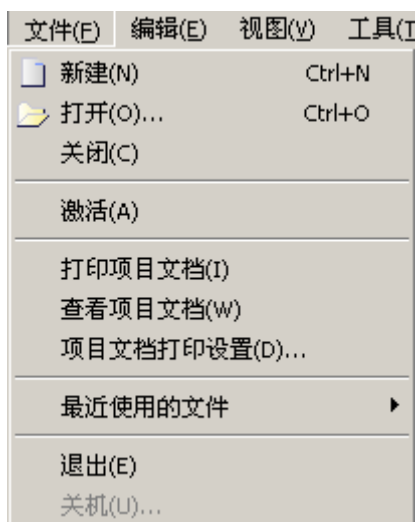 文件(F) 编辑(E) 视图(V) 工具(T
新建(N) Ctrl+N
打开(O)... Ctrl+O
关闭(C)
激活(A)
打印项目文档(I)
查看项目文档(W)
项目文档打印设置(D)...
最近使用的文件
退出(E)
关机(U)...